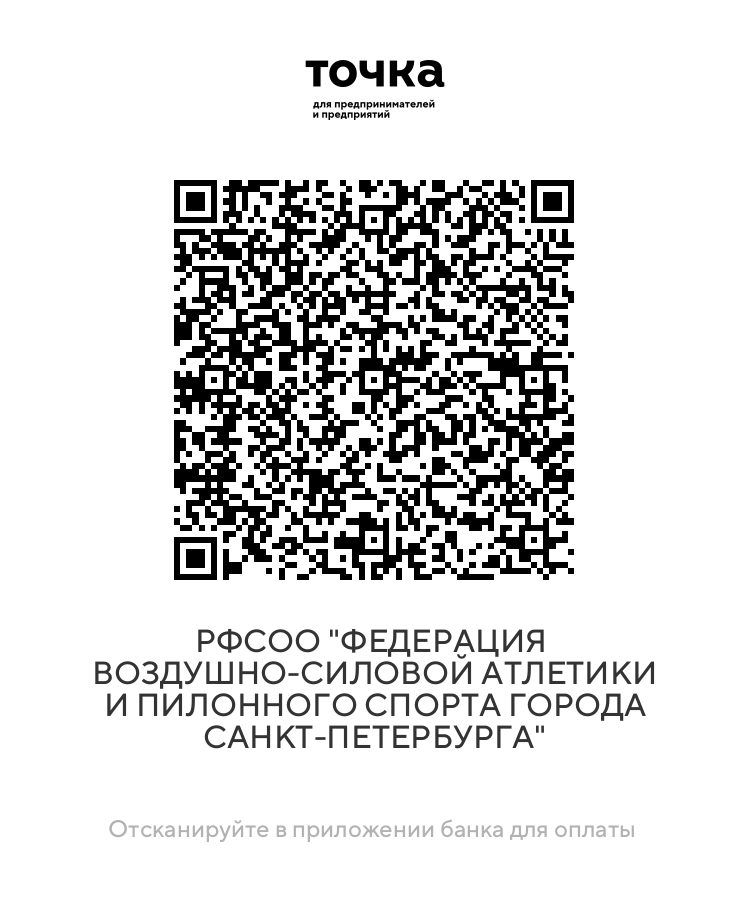 точка
для предпринимателей
и предприятий
РФСОО "ФЕДЕРАЦИЯ
ВОЗДУШНО-СИЛОВОЙ АТЛЕТИКИ
И ПИЛОННОГО СПОРТА ГОРОДА
САНКТ-ПЕТЕРБУРГА"
Отсканируйте в приложении банка для оплаты